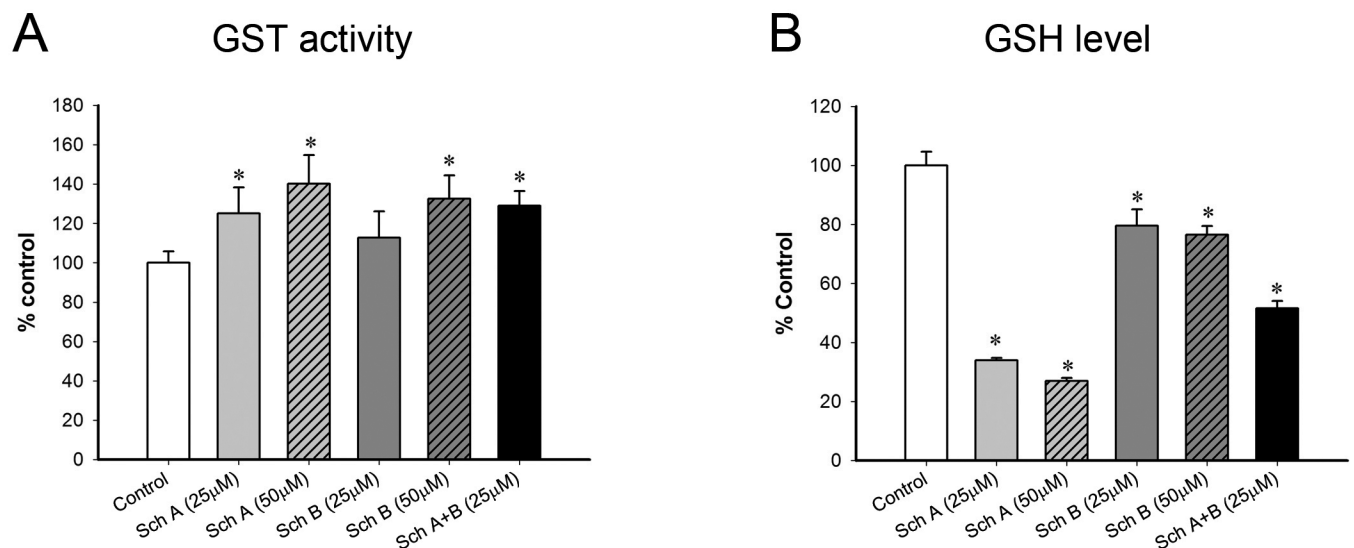 A
GST activity
180
160
140
120
100
80
60
40
20
0
% control
*
*
*
*
Control
Sch A (25μM)
Sch A (50μM)
Sch B (25μM)
Sch B (50μM)
Sch A+B (25μM)
B
GSH level
120
100
80
60
40
20
0
% Control
*
*
*
*
*
Control
Sch A (25μM)
Sch A (50μM)
Sch B (25μM)
Sch B (50μM)
Sch A+B (25μM)